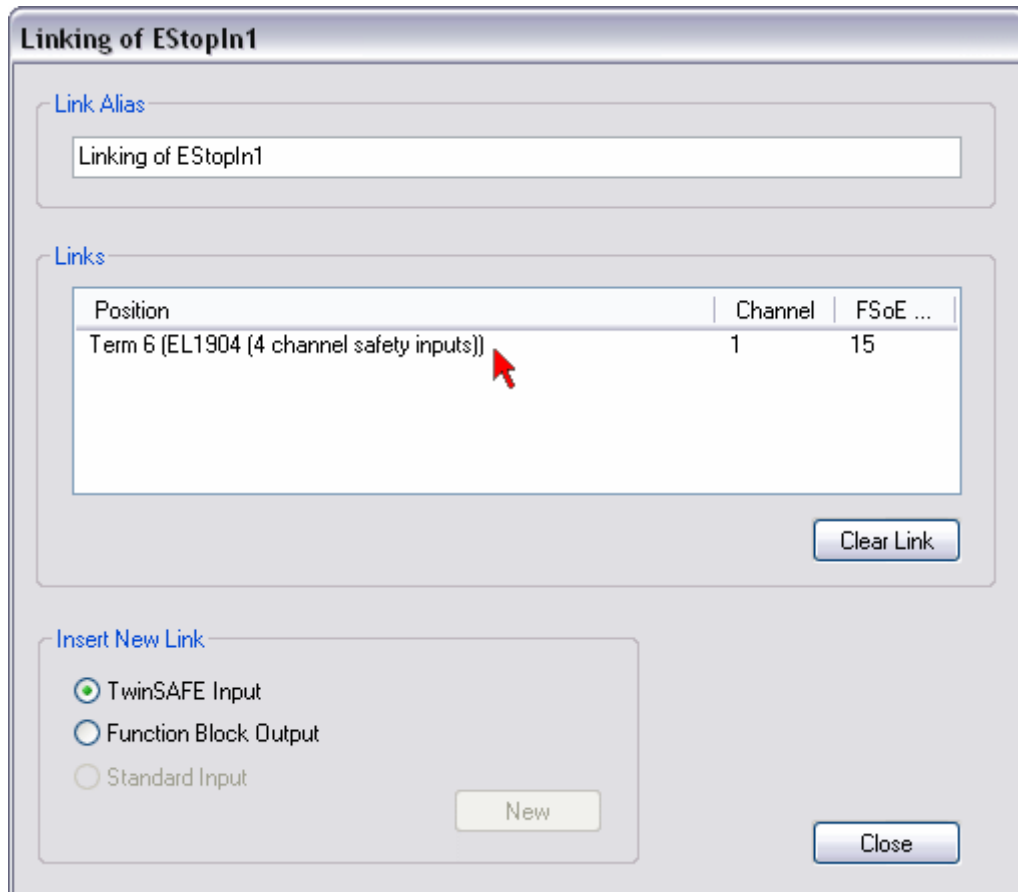 Linking of EStopIn1
Link Alias
Linking of EStopIn1
Links
Position Channel FSoE ...
Term 6 (EL1904 (4 channel safety inputs)) 1 15
Clear Link
Insert New Link
TwinSAFE Input
Function Block Output
Standard Input
New
Close